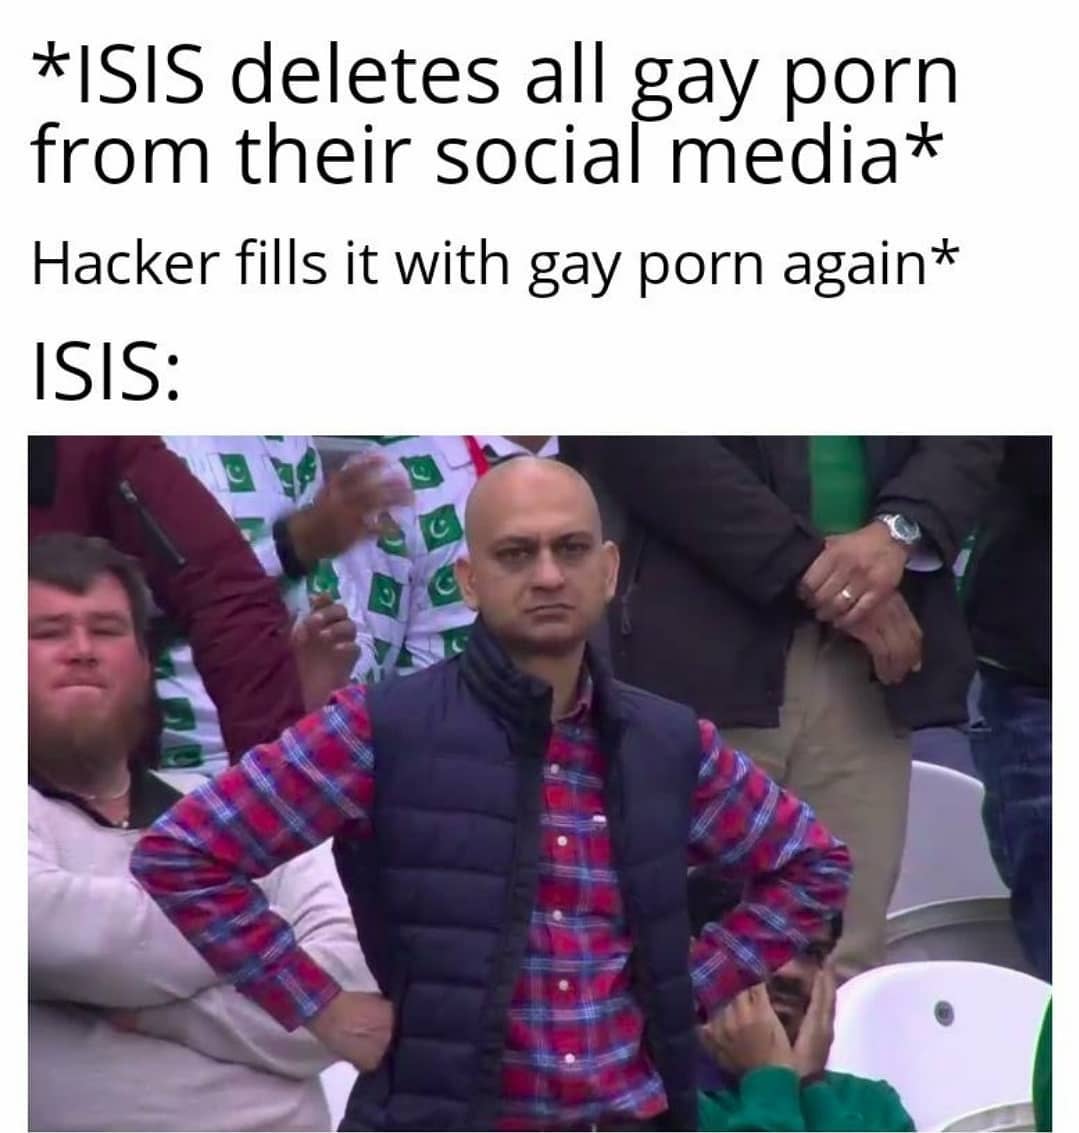 *ISIS deletes all gay porn
from their social media*
Hacker fills it with gay porn again*
ISIS: